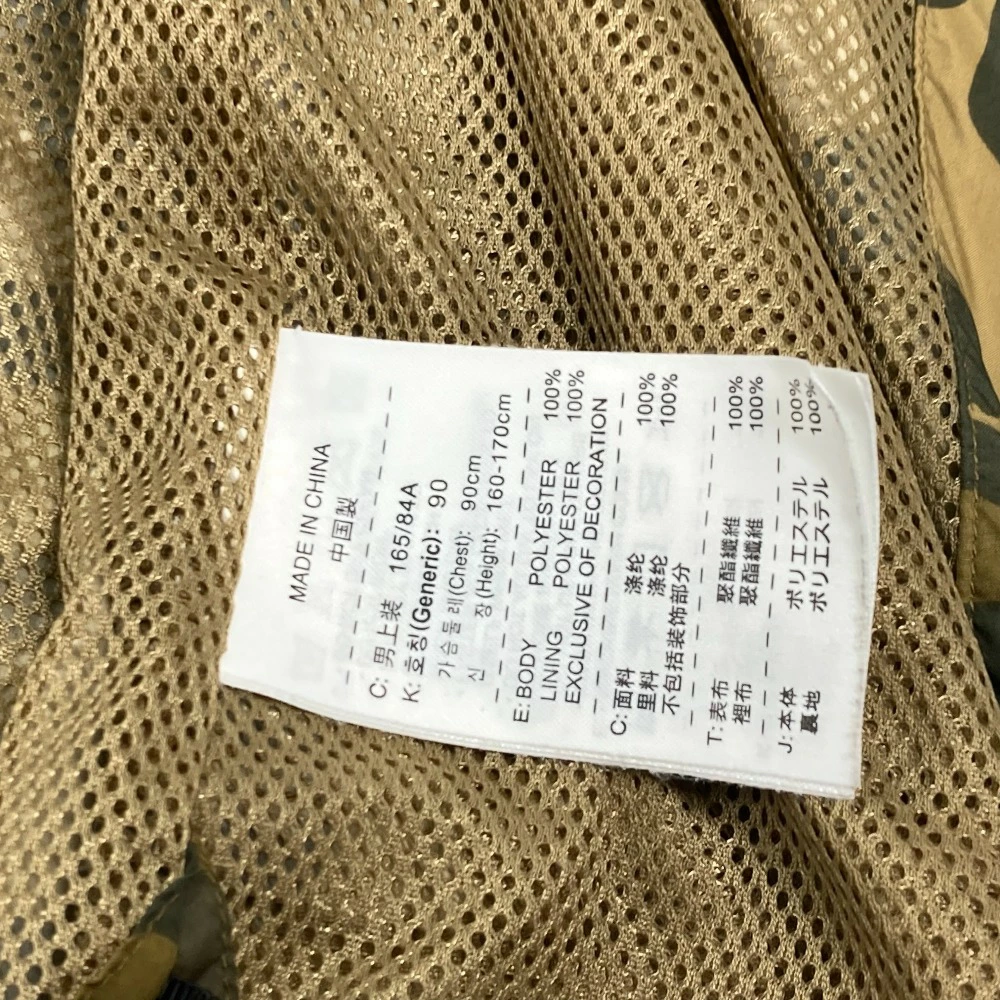 MADE IN CHINA
中国製
C: 男上装 165/84A
K: 호칭(Generic): 90
가슴둘레(Chest): 90cm
신 장(Height): 160-170cm
E: BODY POLYESTER 100%
LINING POLYESTER 100%
EXCLUSIVE OF DECORATION
C: 面料 涤纶 100%
里料 涤纶 100%
不包括装饰部分
T: 表布 聚酯纖維 100%
裡布 聚酯纖維 100%
J: 本体 ポリエステル 100%
裏地 ポリエステル 100%